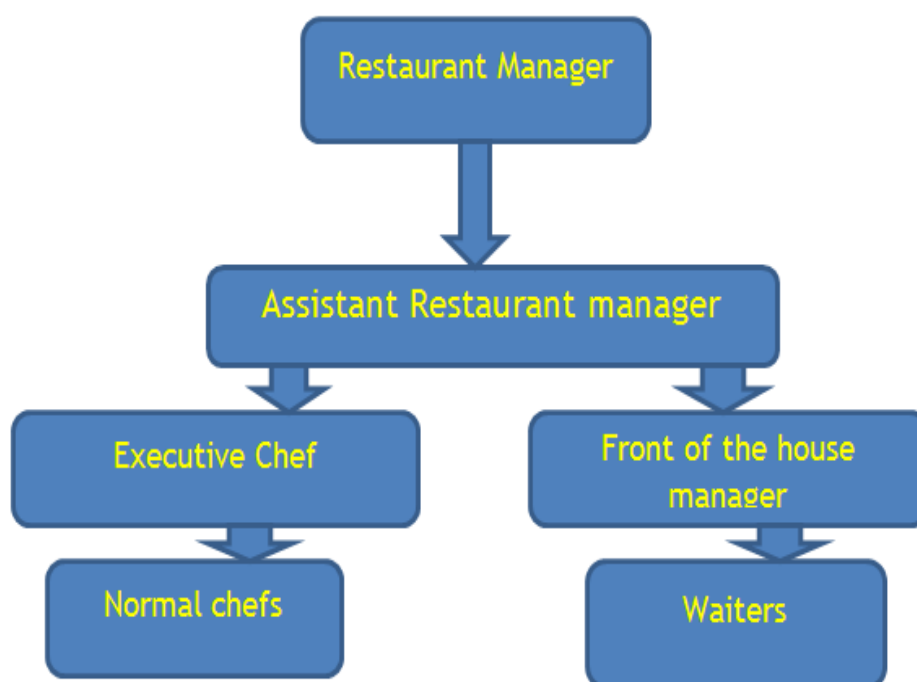 Restaurant Manager
Assistant Restaurant manager
Executive Chef
Front of the house
manager
Normal chefs
Waiters